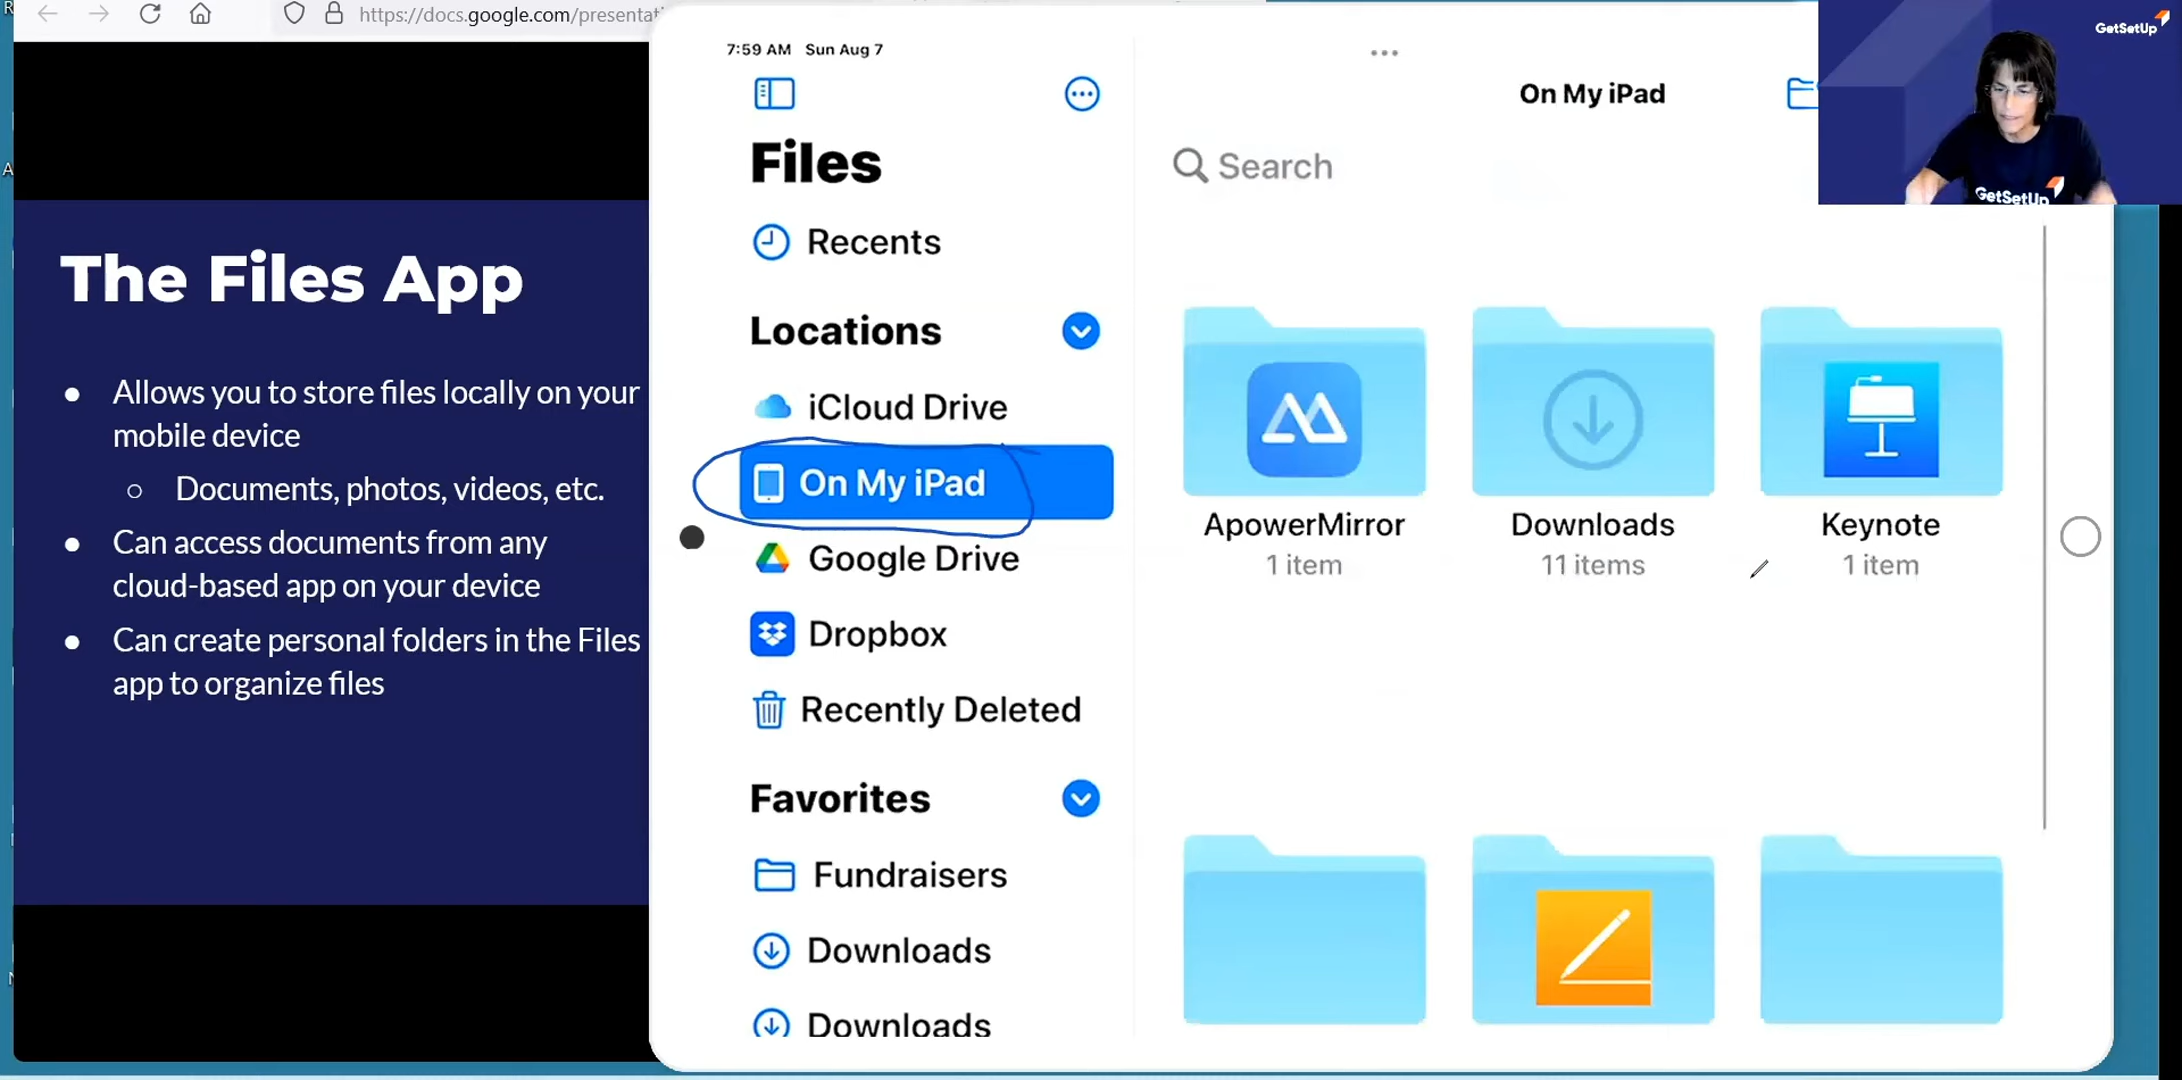 https://docs.google.com/presentati
The Files App
Allows you to store files locally on your
mobile device
Documents, photos, videos, etc.
Can access documents from any
cloud-based app on your device
Can create personal folders in the Files
app to organize files
7:59 AM Sun Aug 7
Files
Recents
Locations
iCloud Drive
On My iPad
Google Drive
Dropbox
Recently Deleted
Favorites
Fundraisers
Downloads
Downloads
On My iPad
Search
ApowerMirror
1 item
Downloads
11 items
Keynote
1 item
GetSetUp
GetSetUp